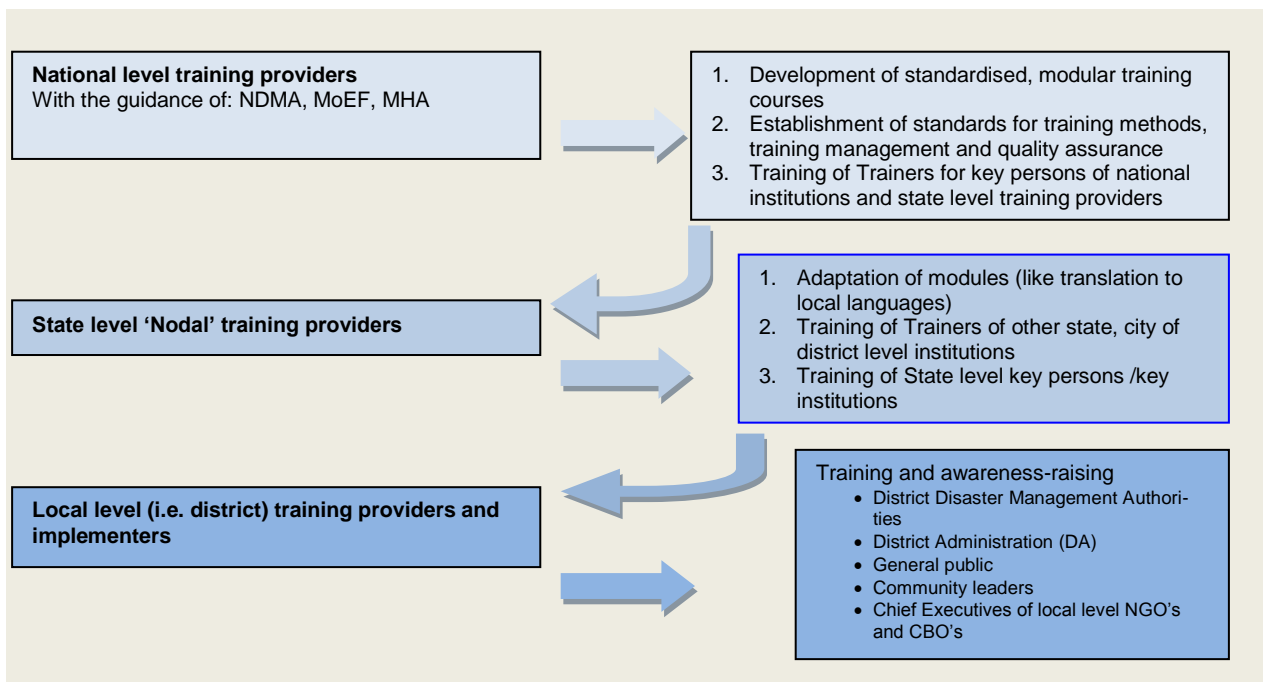 National level training providers
With the guidance of: NDMA, MoEF, MHA
1. Development of standardised, modular training
courses
2. Establishment of standards for training methods,
training management and quality assurance
3. Training of Trainers for key persons of national
institutions and state level training providers
State level ‘Nodal’ training providers
1. Adaptation of modules (like translation to
local languages)
2. Training of Trainers of other state, city of
district level institutions
3. Training of State level key persons /key
institutions
Local level (i.e. district) training providers and
implementers
Training and awareness-raising
• District Disaster Management Authori-
ties
• District Administration (DA)
• General public
• Community leaders
• Chief Executives of local level NGO’s
and CBO’s